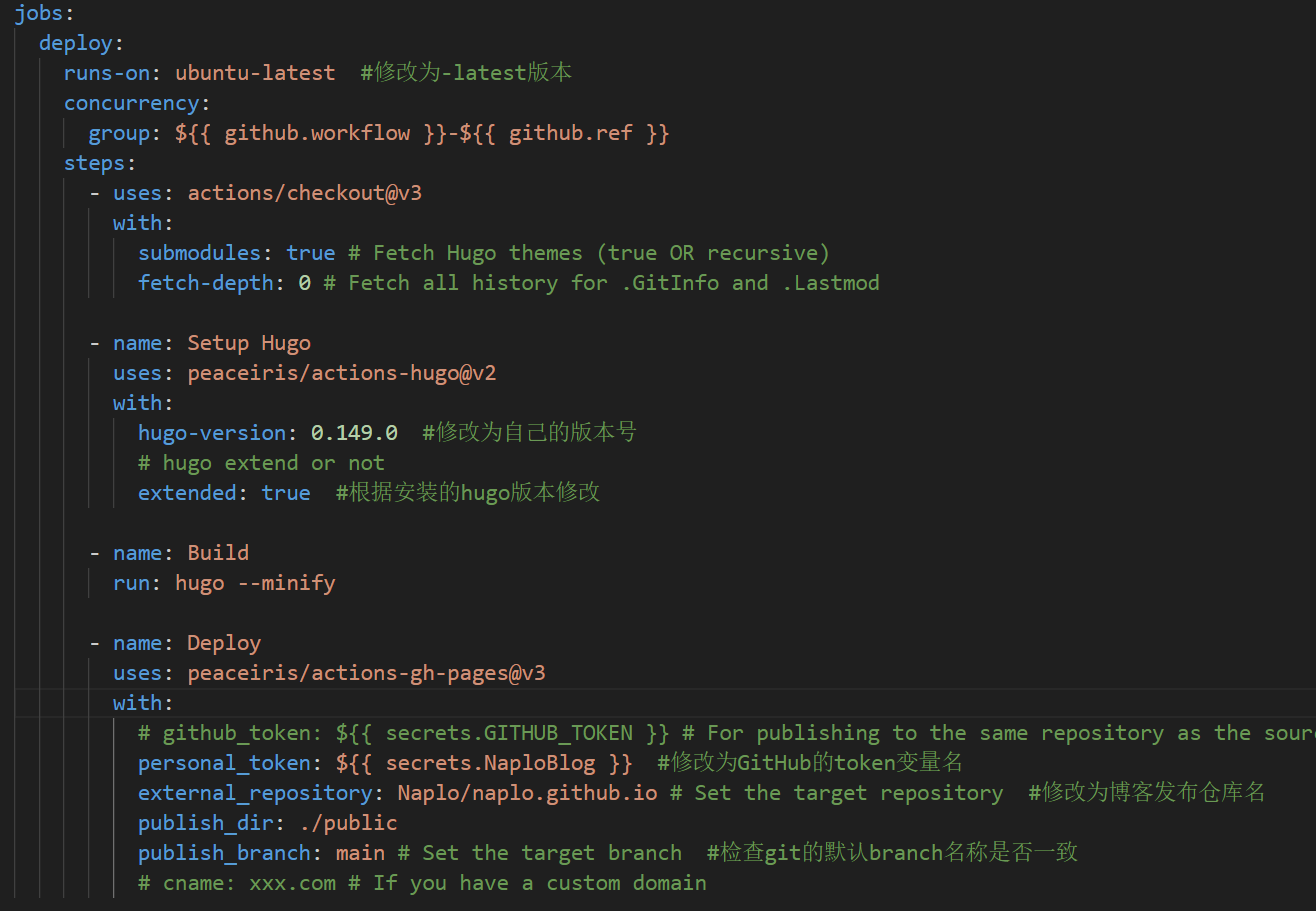 jobs:
deploy:
runs-on: ubuntu-latest  #修改为-latest版本
concurrency:
group: ${{ github.workflow }}-${{ github.ref }}
steps:
- uses: actions/checkout@v3
with:
submodules: true # Fetch Hugo themes (true OR recursive)
fetch-depth: 0 # Fetch all history for .GitInfo and .Lastmod
- name: Setup Hugo
uses: peaceiris/actions-hugo@v2
with:
hugo-version: 0.149.0  #修改为自己的版本号
# hugo extend or not
extended: true  #根据安装的hugo版本修改
- name: Build
run: hugo --minify
- name: Deploy
uses: peaceiris/actions-gh-pages@v3
with:
# github_token: ${{ secrets.GITHUB_TOKEN }} # For publishing to the same repository as the
personal_token: ${{ secrets.NaploBlog }}  #修改为GitHub的token变量名
external_repository: Naplo/naplo.github.io # Set the target repository  #修改为博客发布仓库名
publish_dir: ./public
publish_branch: main # Set the target branch  #检查git的默认branch名称是否一致
# cname: xxx.com # If you have a custom domain